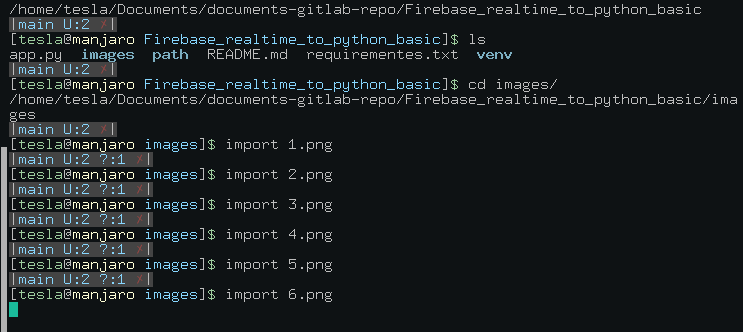 /home/tesla/Documents/documents-gitlab-repo/Firebase_realtime_to_python_basic
|main U:2 ✗|
[tesla@manjaro Firebase_realtime_to_python_basic]$ ls
app.py  images  path  README.md  requirementes.txt  venv
|main U:2 ✗|
[tesla@manjaro Firebase_realtime_to_python_basic]$ cd images/
/home/tesla/Documents/documents-gitlab-repo/Firebase_realtime_to_python_basic/ima
ges
|main U:2 ✗|
[tesla@manjaro images]$ import 1.png
|main U:2 ?:1 ✗|
[tesla@manjaro images]$ import 2.png
|main U:2 ?:1 ✗|
[tesla@manjaro images]$ import 3.png
|main U:2 ?:1 ✗|
[tesla@manjaro images]$ import 4.png
|main U:2 ?:1 ✗|
[tesla@manjaro images]$ import 5.png
|main U:2 ?:1 ✗|
[tesla@manjaro images]$ import 6.png